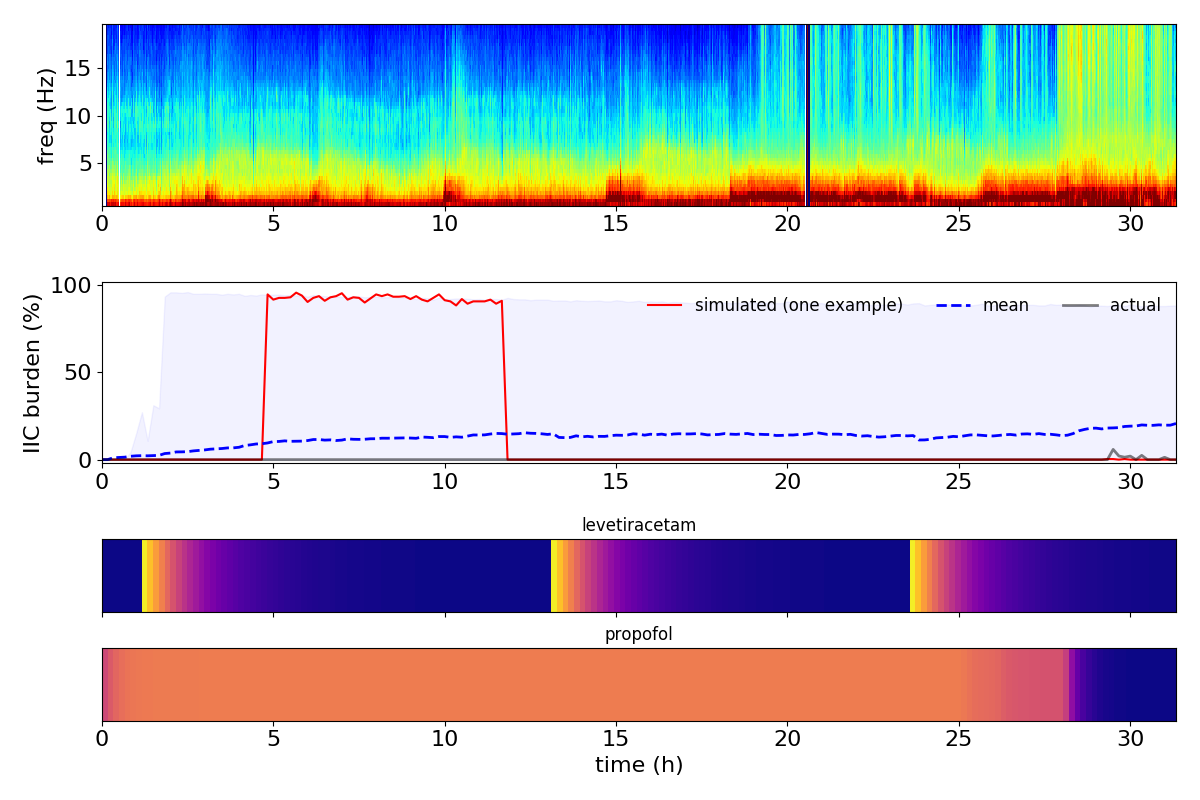 freq (Hz)
15
10
5
0 5 10 15 20 25 30
IIC burden (%)
100
50
0
simulated (one example) mean actual
0 5 10 15 20 25 30
levetiracetam
propofol
0 5 10 15 20 25 30
time (h)